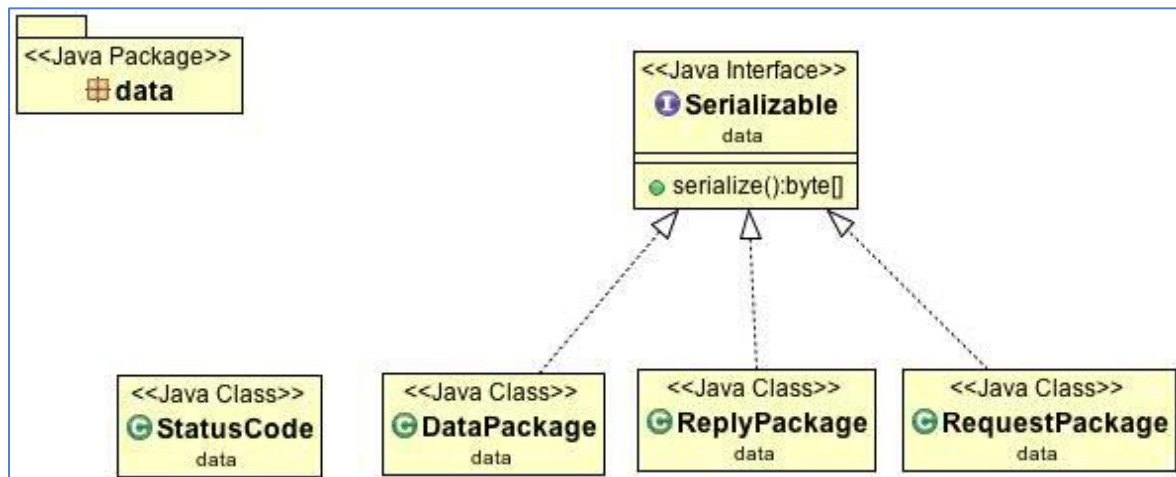 <<Java Package>>
data
<<Java Interface>>
Serializable
data
serialize():byte[]
<<Java Class>>
StatusCode
data
<<Java Class>>
DataPackage
data
<<Java Class>>
ReplyPackage
data
<<Java Class>>
RequestPackage
data